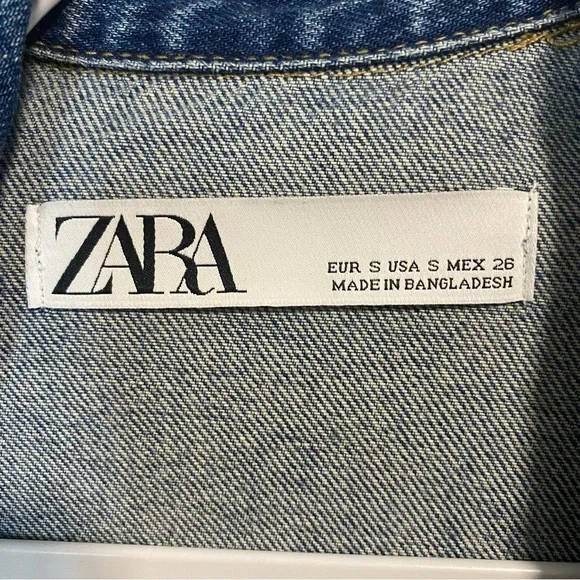 ZARA
EUR S USA S MEX 26
MADE IN BANGLADESH